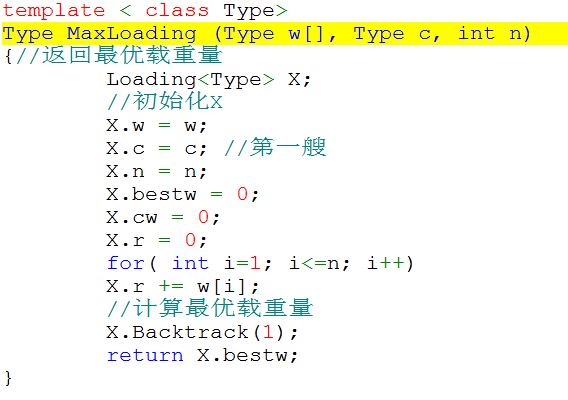 template < class Type>
Type MaxLoading (Type w[], Type c, int n)
{//返回最优载重量
Loading<Type> X;
//初始化X
X.w = w;
X.c = c; //第一艘
X.n = n;
X.bestw = 0;
X.cw = 0;
X.r = 0;
for( int i=1; i<=n; i++)
X.r += w[i];
//计算最优载重量
X.Backtrack(1);
return X.bestw;
}